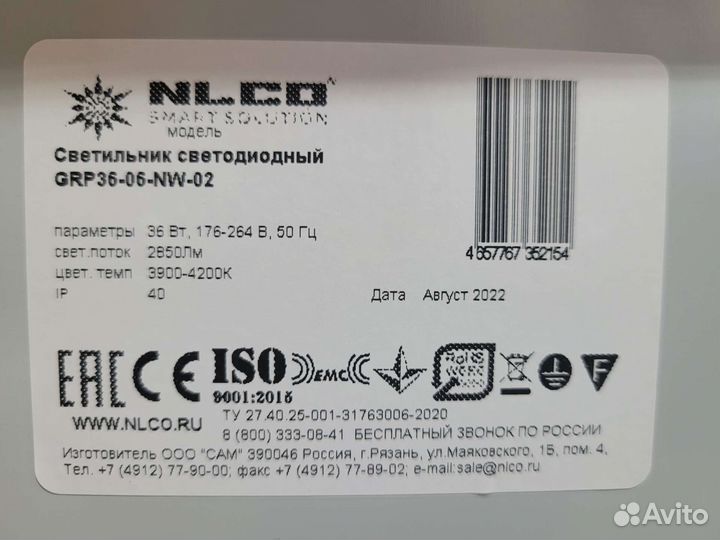 NLCO
SMART SOLUTION
модель
Светильник светодиодный
GRP36-06-NW-02
параметры 36 Вт, 176-264 В, 50 Гц
свет.поток 2850Лм
цвет. темп 3900-4200K
IP 40
Дата Август 2022
4 657767 352154
EAC CE ISO EMC RoHS F
9001:2015
WWW.NLCO.RU
ТУ 27.40.25-001-31763006-2020
8 (800) 333-08-41 БЕСПЛАТНЫЙ ЗВОНОК ПО РОССИИ
Изготовитель ООО "САМ" 390046 Россия, г.Рязань, ул.Маяковского, 1Б, пом. 4,
Тел. +7 (4912) 77-90-00; факс +7 (4912) 77-89-02; e-mail:sale@nlco.ru
Avito